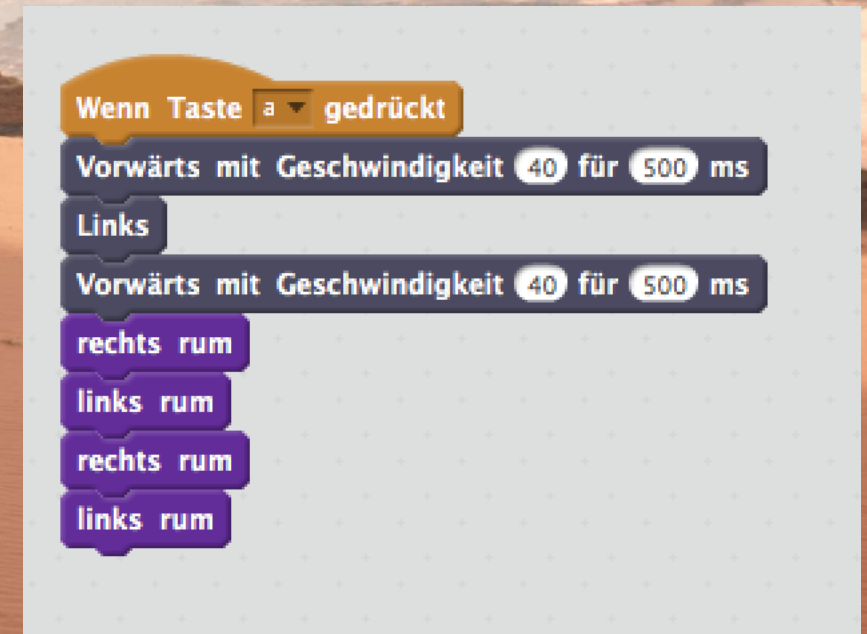 Wenn Taste a gedrückt
Vorwärts mit Geschwindigkeit 40 für 500 ms
Links
Vorwärts mit Geschwindigkeit 40 für 500 ms
rechts rum
links rum
rechts rum
links rum